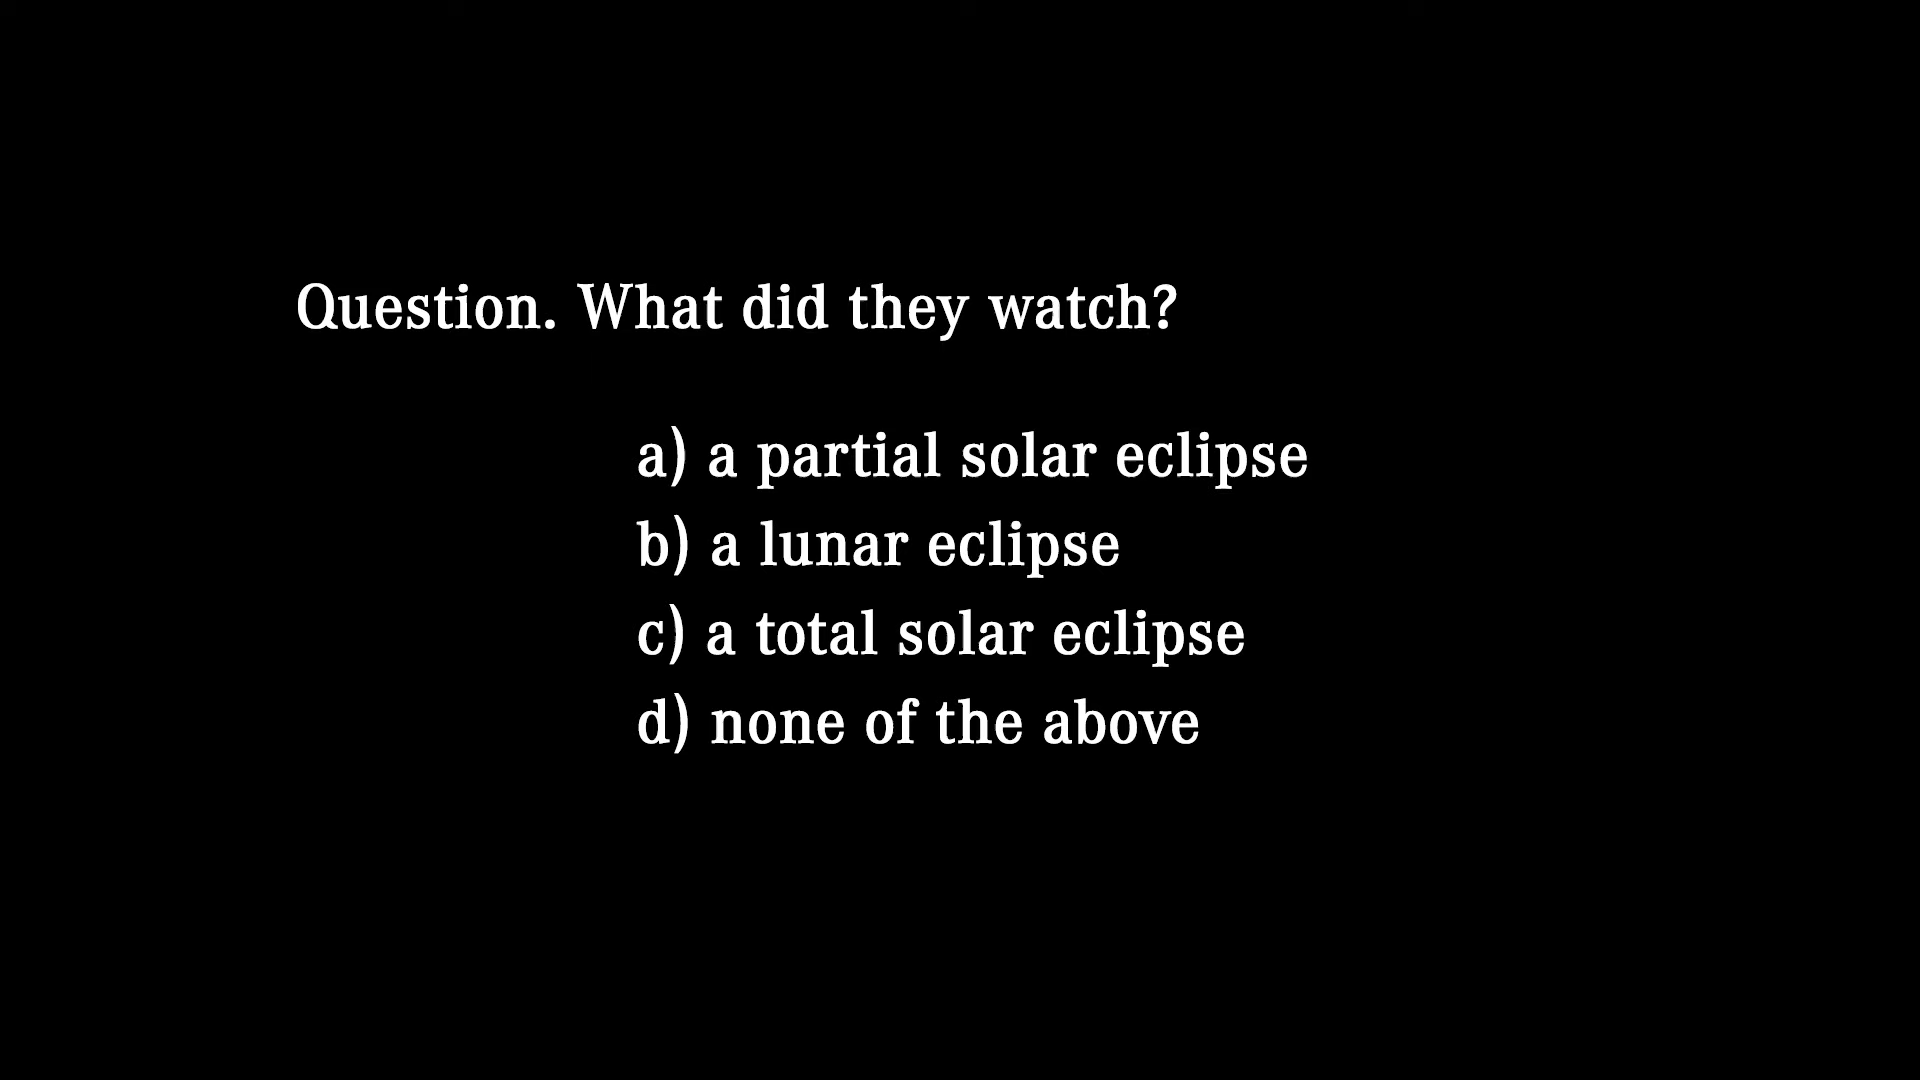 Question. What did they watch?
a) a partial solar eclipse
b) a lunar eclipse
c) a total solar eclipse
d) none of the above